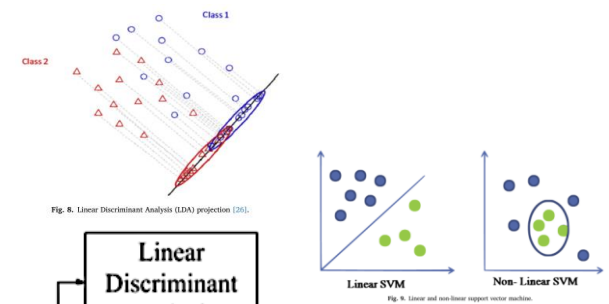 Class 1
Class 2
Fig. 8. Linear Discriminant Analysis (LDA) projection [26].
Linear
Discriminant
Linear SVM
Non- Linear SVM
Fig. 9. Linear and non-linear support vector machine.